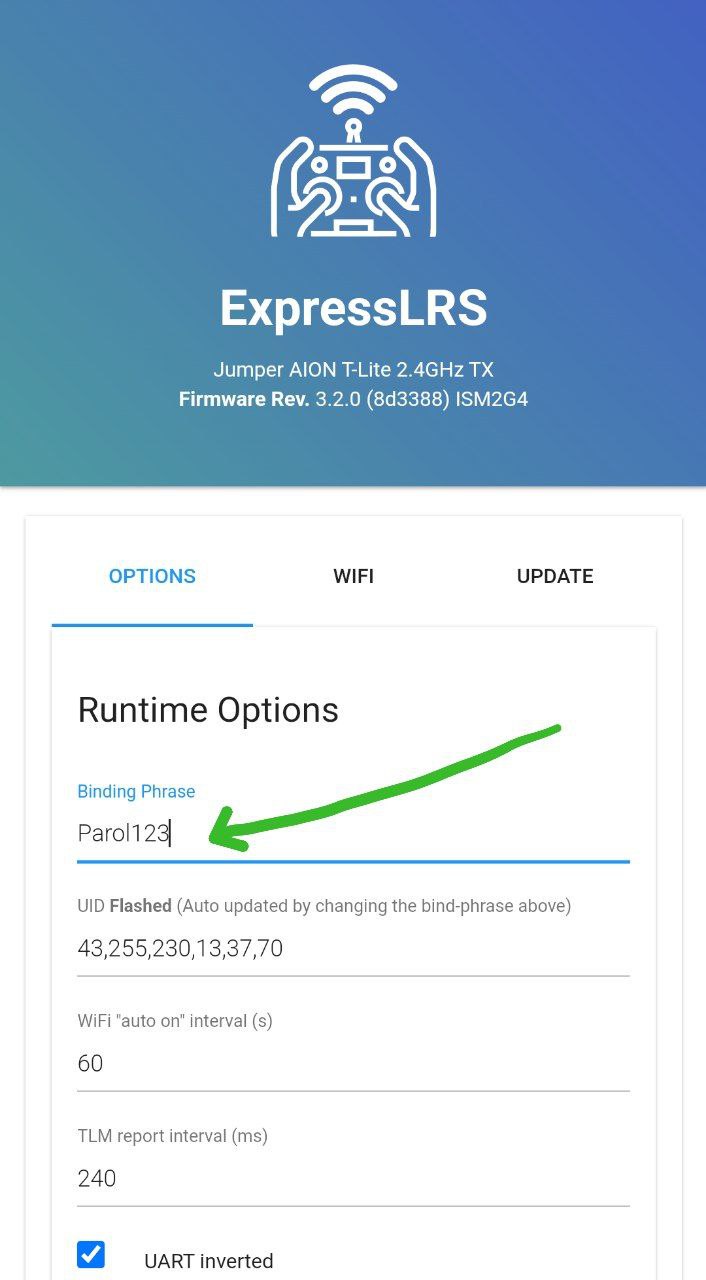 ExpressLRS
Jumper AION T-Lite 2.4GHz TX
Firmware Rev. 3.2.0 (8d3388) ISM2G4
OPTIONS WIFI UPDATE
Runtime Options
Binding Phrase
Parol123
UID Flashed (Auto updated by changing the bind-phrase above)
43,255,230,13,37,70
WiFi "auto on" interval (s)
60
TLM report interval (ms)
240
UART inverted